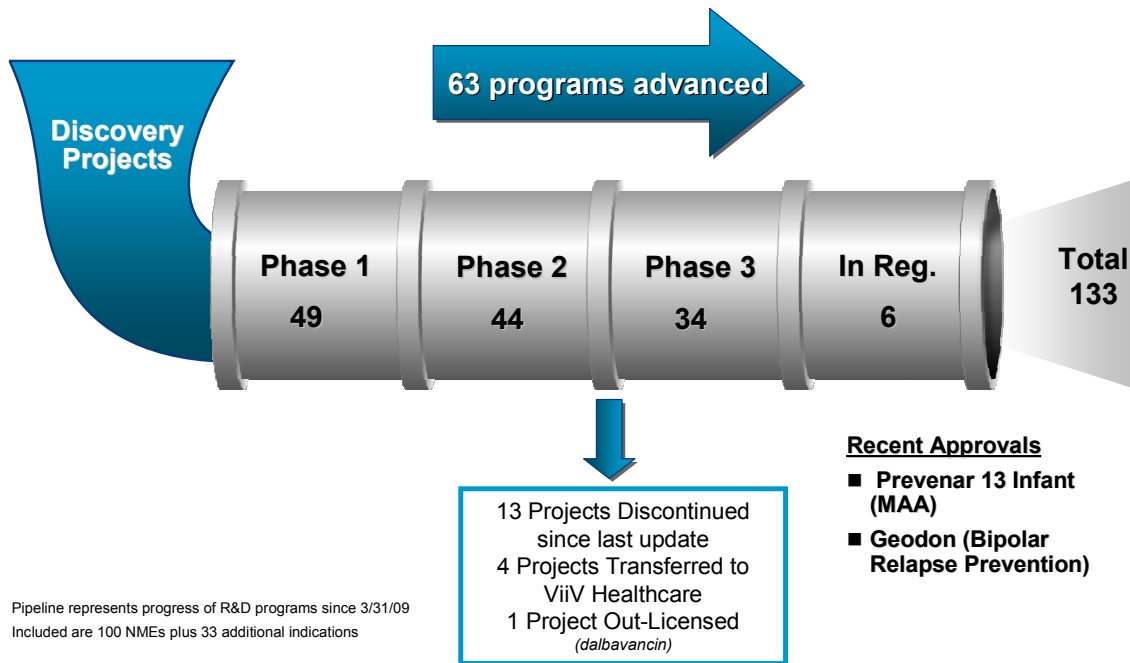 63 programs advanced
Discovery
Projects
Phase 1
49
Phase 2
44
Phase 3
34
In Reg.
6
Total
133
13 Projects Discontinued
since last update
4 Projects Transferred to
ViiV Healthcare
1 Project Out-Licensed
(dalbavancin)
Recent Approvals
■ Prevenar 13 Infant
(MAA)
■ Geodon (Bipolar
Relapse Prevention)
Pipeline represents progress of R&D programs since 3/31/09
Included are 100 NMEs plus 33 additional indications